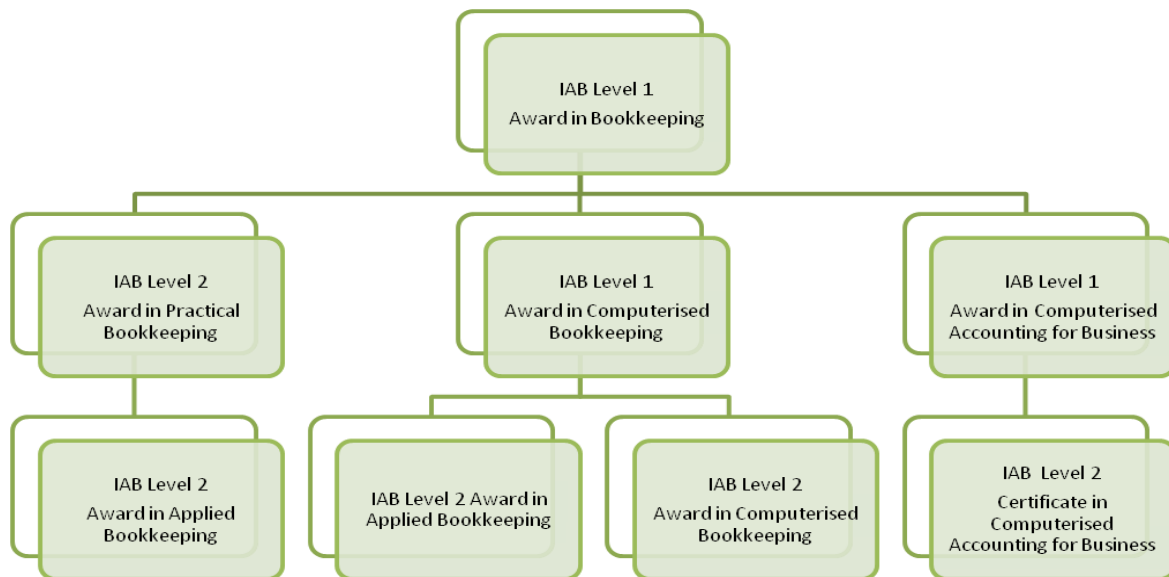 IAB Level 1
Award in Bookkeeping
IAB Level 2
Award in Practical
Bookkeeping
IAB Level 1
Award in Computerised
Bookkeeping
IAB Level 1
Award in Computerised
Accounting for Business
IAB Level 2
Award in Applied
Bookkeeping
IAB Level 2 Award in
Applied Bookkeeping
IAB Level 2
Award in Computerised
Bookkeeping
IAB Level 2
Certificate in
Computerised
Accounting for Business